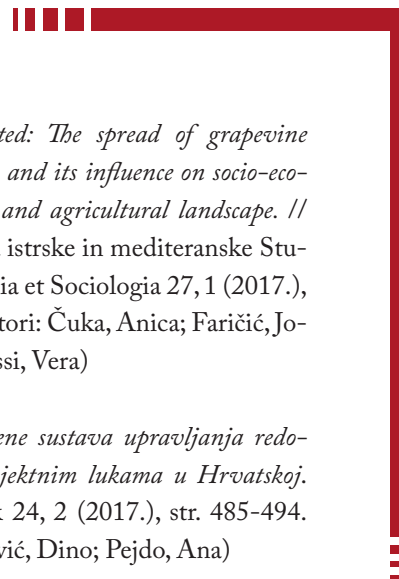 ted: The spread of grapevine
and its influence on socio-eco-
and agricultural landscape. //
istrske in mediteranske Stu-
ia et Sociologia 27, 1 (2017.),
tori: Čuka, Anica; Faričić, Jo-
ssi, Vera)
ene sustava upravljanja redo-
jektnim lukama u Hrvatskoj.
k 24, 2 (2017.), str. 485-494.
vić, Dino; Pejdo, Ana)